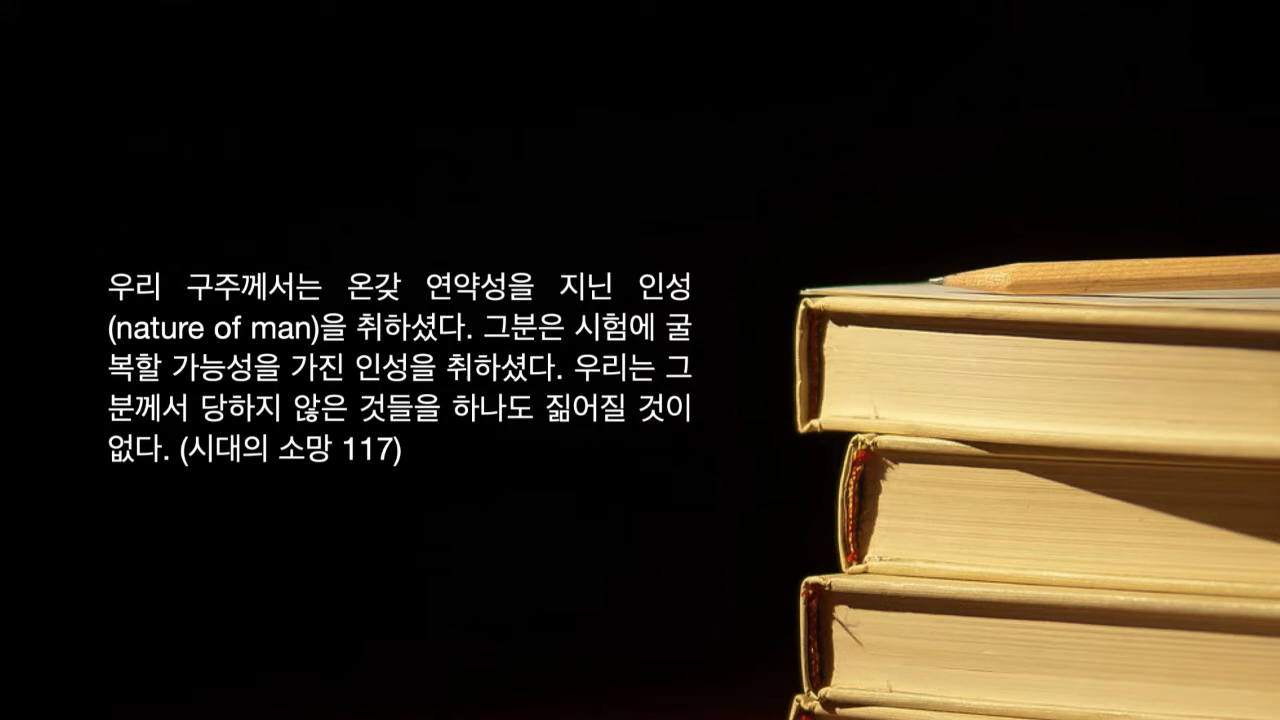 우리 구주께서는 온갖 연약성을 지닌 인성
(nature of man)을 취하셨다. 그분은 시험에 굴
복할 가능성을 가진 인성을 취하셨다. 우리는 그
분께서 당하지 않은 것들을 하나도 짊어질 것이
없다. (시대의 소망 117)